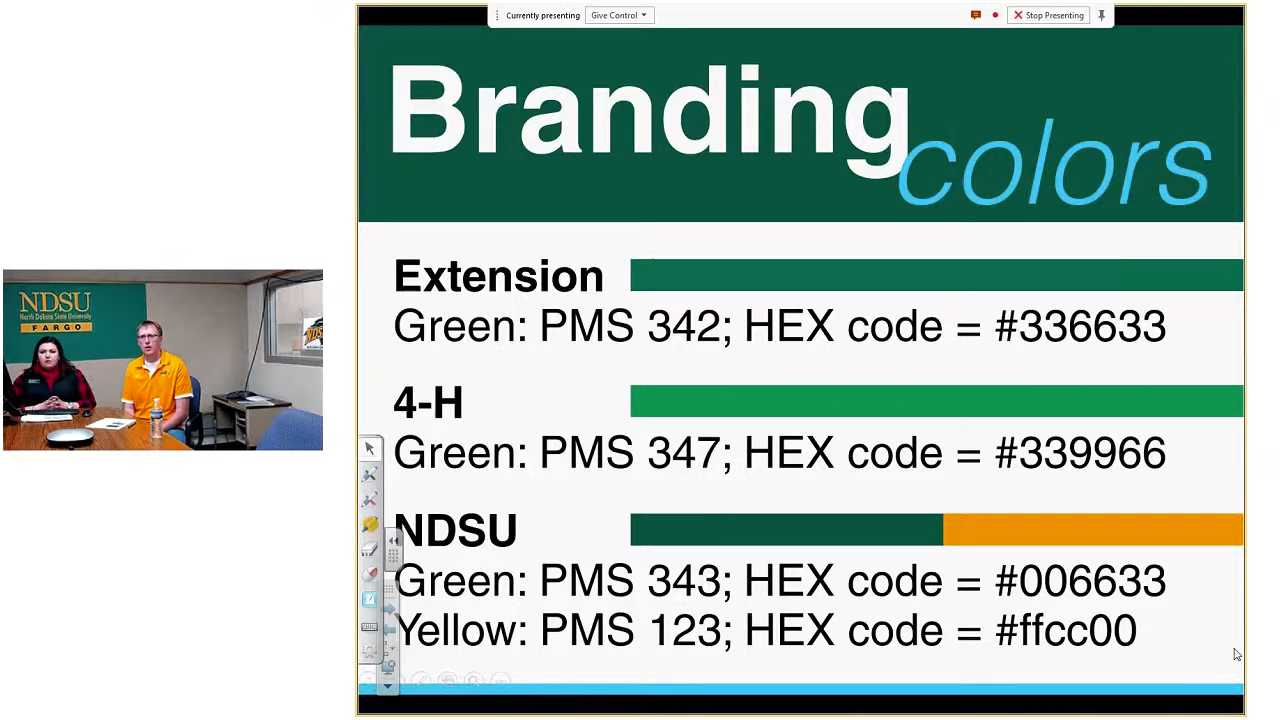 Currently presenting
Give Control
Stop Presenting
Branding
colors
Extension
Green: PMS 342; HEX code = #336633
4-H
Green: PMS 347; HEX code = #339966
NDSU
Green: PMS 343; HEX code = #006633
Yellow: PMS 123; HEX code = #ffcc00
NDSU
North Dakota State University
FARGO